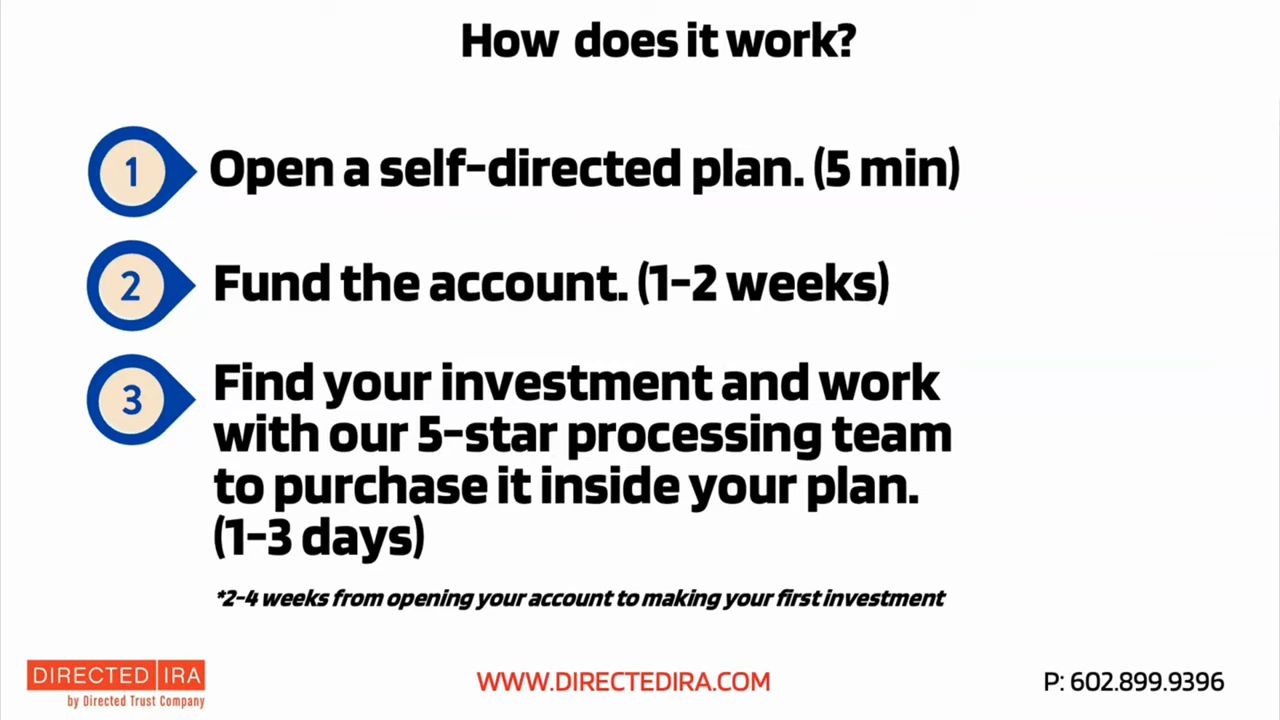 How does it work?
1
Open a self-directed plan. (5 min)
2
Fund the account. (1-2 weeks)
3
Find your investment and work
with our 5-star processing team
to purchase it inside your plan.
(1-3 days)
*2-4 weeks from opening your account to making your first investment
DIRECTED IRA
by Directed Trust Company
WWW.DIRECTEDIRA.COM
P: 602.899.9396